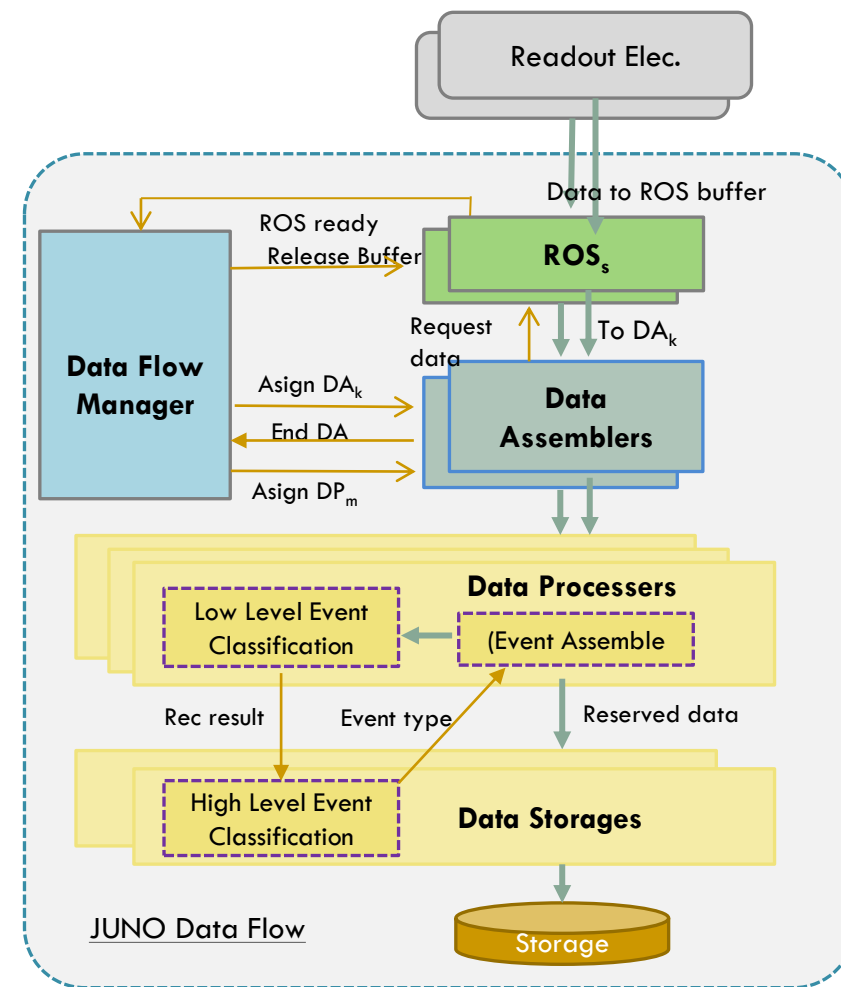 Readout Elec.
Data to ROS buffer
ROS ready
Release Buffer
ROSₛ
Request
data
To DAₖ
Data Flow
Manager
Asign DAₖ
End DA
Asign DPₘ
Data
Assemblers
Data Processers
Low Level Event
Classification
(Event Assemble
Rec result
Event type
Reserved data
High Level Event
Classification
Data Storages
JUNO Data Flow
Storage